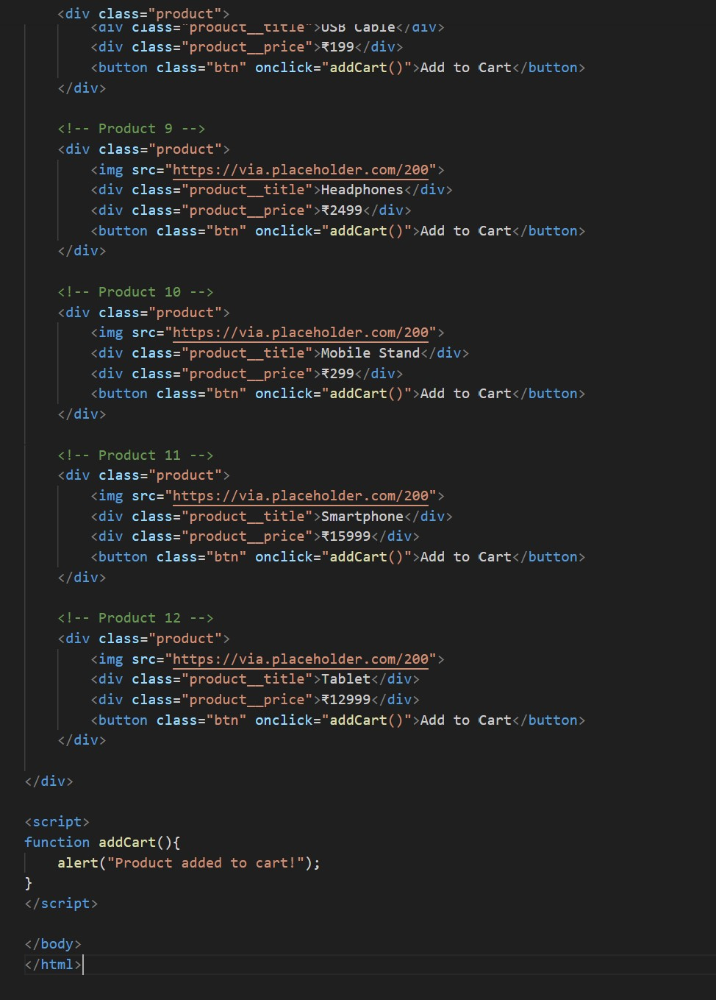 <div class="product">
<div class="product__title">USB Cable</div>
<div class="product__price">₹199</div>
<button class="btn" onclick="addCart()">Add to Cart</button>
</div>
<!-- Product 9 -->
<div class="product">
<img src="https://via.placeholder.com/200">
<div class="product__title">Headphones</div>
<div class="product__price">₹2499</div>
<button class="btn" onclick="addCart()">Add to Cart</button>
</div>
<!-- Product 10 -->
<div class="product">
<img src="https://via.placeholder.com/200">
<div class="product__title">Mobile Stand</div>
<div class="product__price">₹299</div>
<button class="btn" onclick="addCart()">Add to Cart</button>
</div>
<!-- Product 11 -->
<div class="product">
<img src="https://via.placeholder.com/200">
<div class="product__title">Smartphone</div>
<div class="product__price">₹15999</div>
<button class="btn" onclick="addCart()">Add to Cart</button>
</div>
<!-- Product 12 -->
<div class="product">
<img src="https://via.placeholder.com/200">
<div class="product__title">Tablet</div>
<div class="product__price">₹12999</div>
<button class="btn" onclick="addCart()">Add to Cart</button>
</div>
</div>
<script>
function addCart(){
alert("Product added to cart!");
}
</script>
</body>
</html>